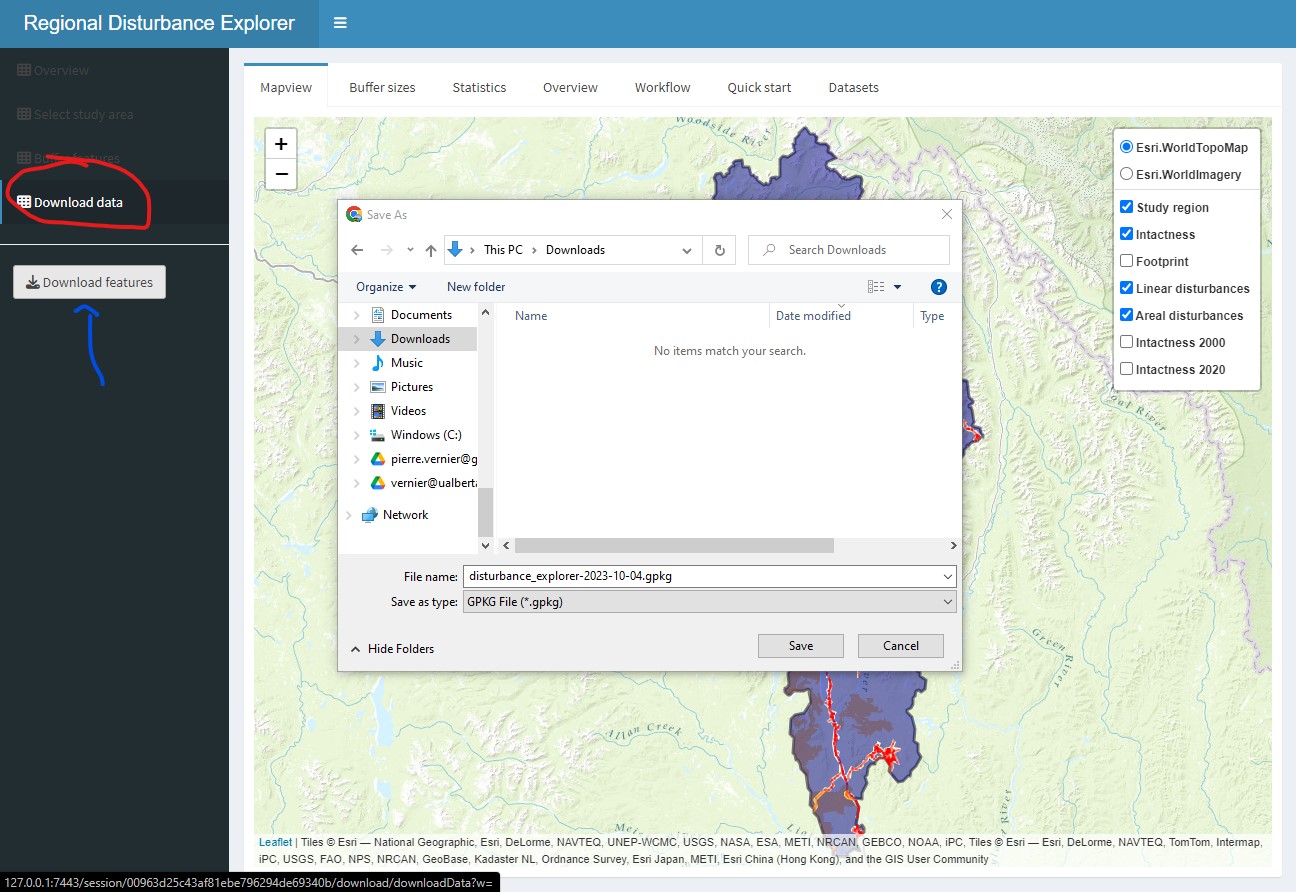 Regional Disturbance Explorer
Overview
Select study area
Buffer features
Download data
Download features
Mapview Buffer sizes Statistics Overview Workflow Quick start Datasets
+
−
Woodside River
Esri.WorldTopoMap
Esri.WorldImagery
Study region
Intactness
Footprint
Linear disturbances
Areal disturbances
Intactness 2000
Intactness 2020
Save As
This PC > Downloads
Search Downloads
Organize New folder
Name Date modified Type
No items match your search.
Documents
Downloads
Music
Pictures
Videos
Windows (C:)
pierre.vernier@g
vernier@ualberta
Network
File name: disturbance_explorer-2023-10-04.gpkg
Save as type: GPKG File (*.gpkg)
Hide Folders
Save Cancel
River
Green River
River
Allan Creek
River
Leaflet | Tiles © Esri — National Geographic, Esri, DeLorme, NAVTEQ, UNEP-WCMC, USGS, NASA, ESA, METI, NRCAN, GEBCO, NOAA, iPC, Tiles © Esri — Esri, DeLorme, NAVTEQ, TomTom, Intermap,
iPC, USGS, FAO, NPS, NRCAN, GeoBase, Kadaster NL, Ordnance Survey, Esri Japan, METI, Esri China (Hong Kong), and the GIS User Community
127.0.0.1:7443/session/00963d25c43af81ebe796294de69340b/download/downloadData?w=